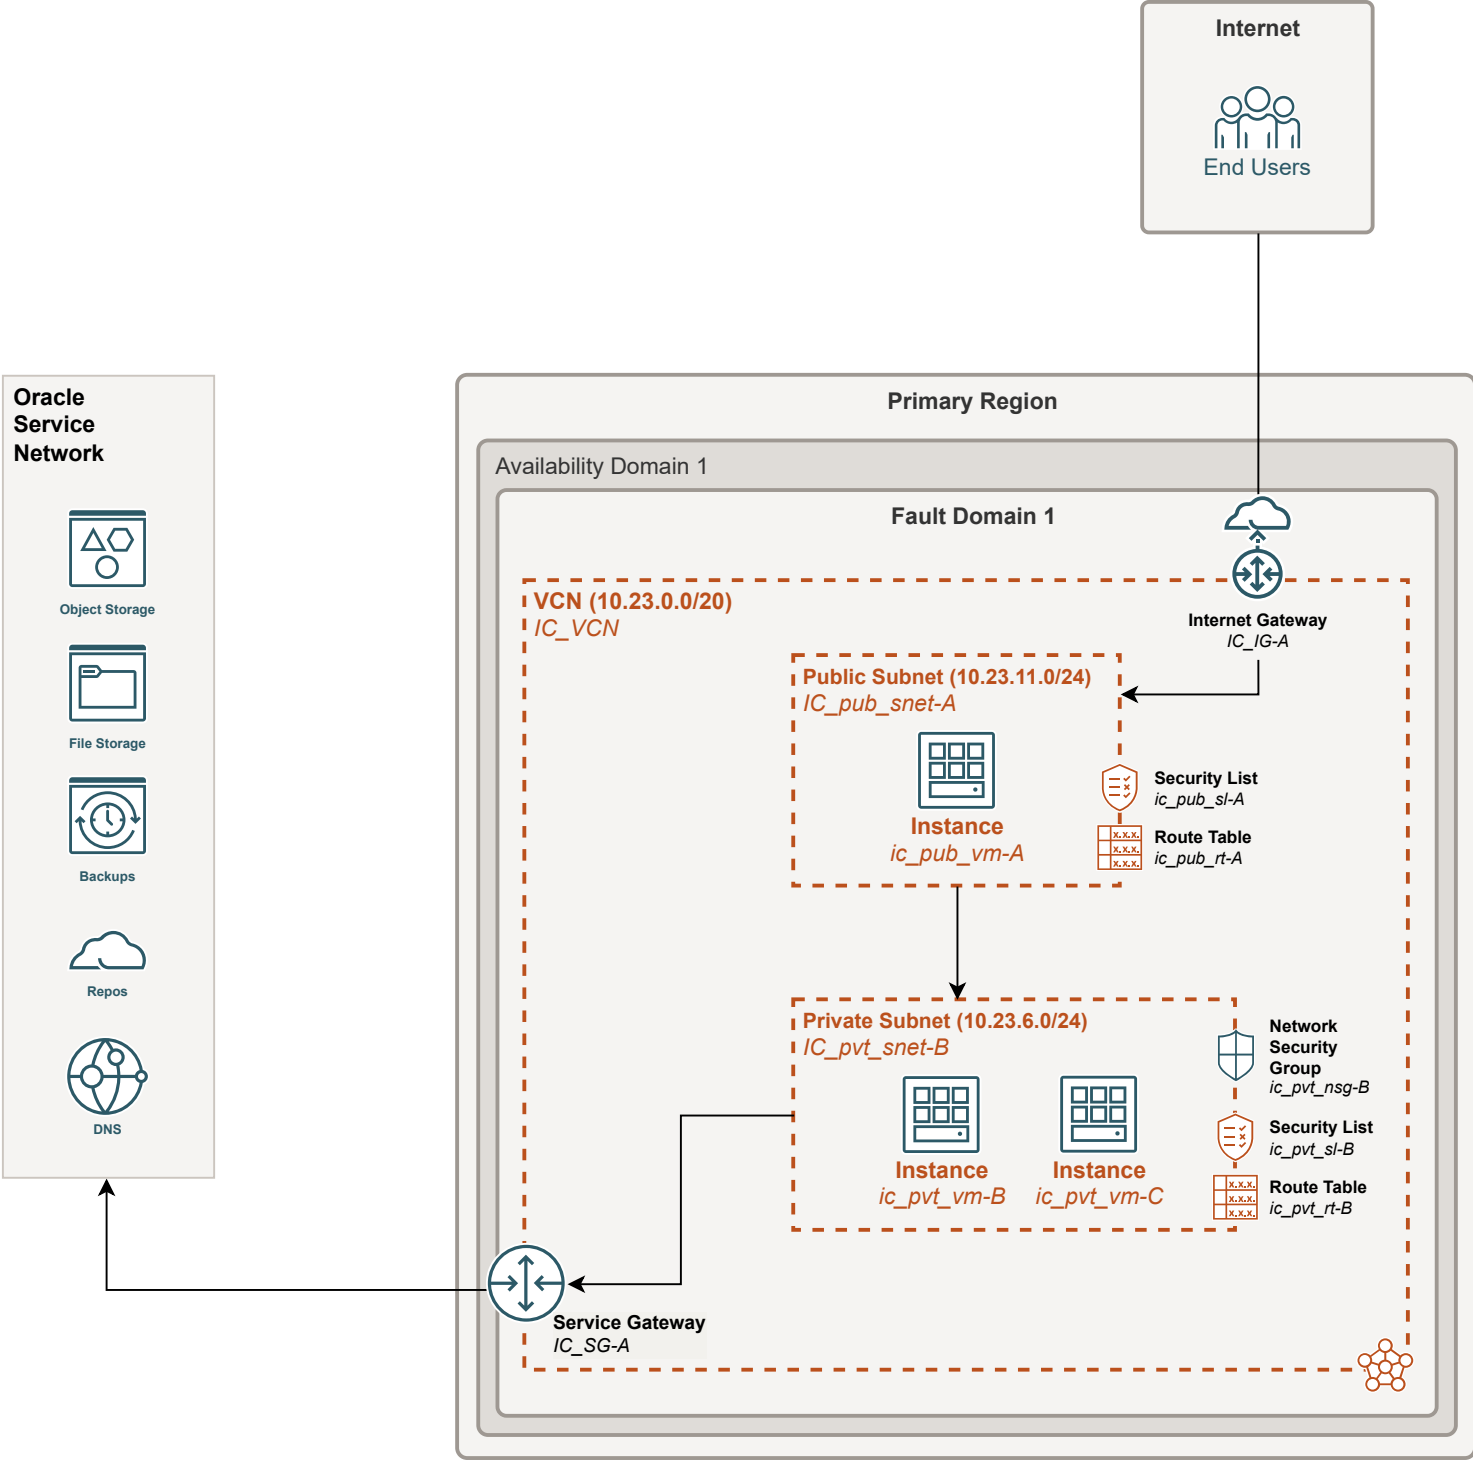 Internet
End Users
Oracle
Service
Network
Object Storage
File Storage
Backups
Repos
DNS
Primary Region
Availability Domain 1
Fault Domain 1
VCN (10.23.0.0/20)
IC_VCN
Internet Gateway
IC_IG-A
Public Subnet (10.23.11.0/24)
IC_pub_snet-A
Instance
ic_pub_vm-A
Security List
ic_pub_sl-A
x.x.x.
x.x.x.
x.x.x.
Route Table
ic_pub_rt-A
Private Subnet (10.23.6.0/24)
IC_pvt_snet-B
Instance
ic_pvt_vm-B
Instance
ic_pvt_vm-C
Network
Security
Group
ic_pvt_nsg-B
Security List
ic_pvt_sl-B
x.x.x.
x.x.x.
x.x.x.
Route Table
ic_pvt_rt-B
Service Gateway
IC_SG-A